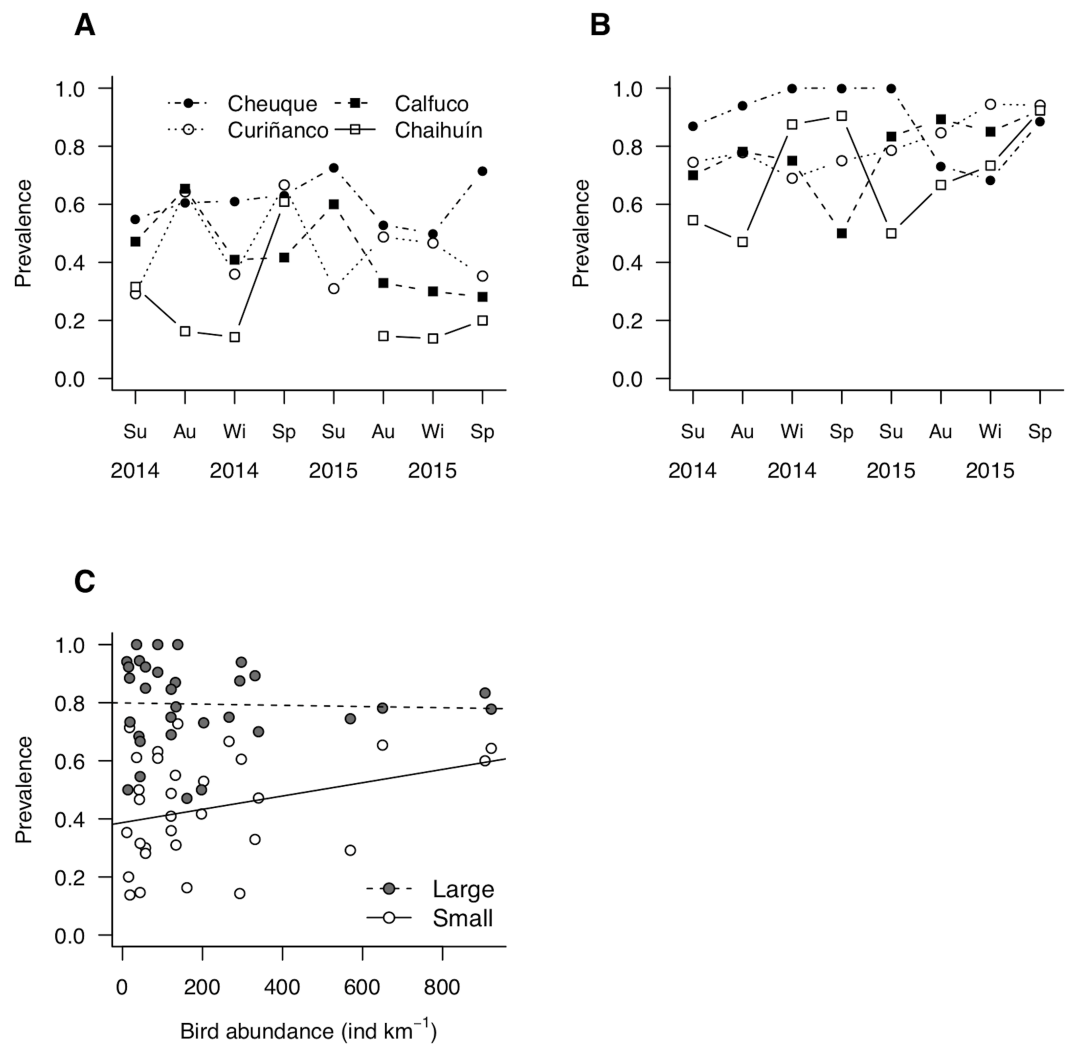 A
Prevalence
1.0
0.8
0.6
0.4
0.2
0.0
Cheuque
Calfuco
Curiñanco
Chaihuín
Su Au Wi Sp Su Au Wi Sp
2014 2014 2015 2015
B
Prevalence
1.0
0.8
0.6
0.4
0.2
0.0
Su Au Wi Sp Su Au Wi Sp
2014 2014 2015 2015
C
Prevalence
1.0
0.8
0.6
0.4
0.2
0.0
Large
Small
0 200 400 600 800
Bird abundance (ind km⁻¹)